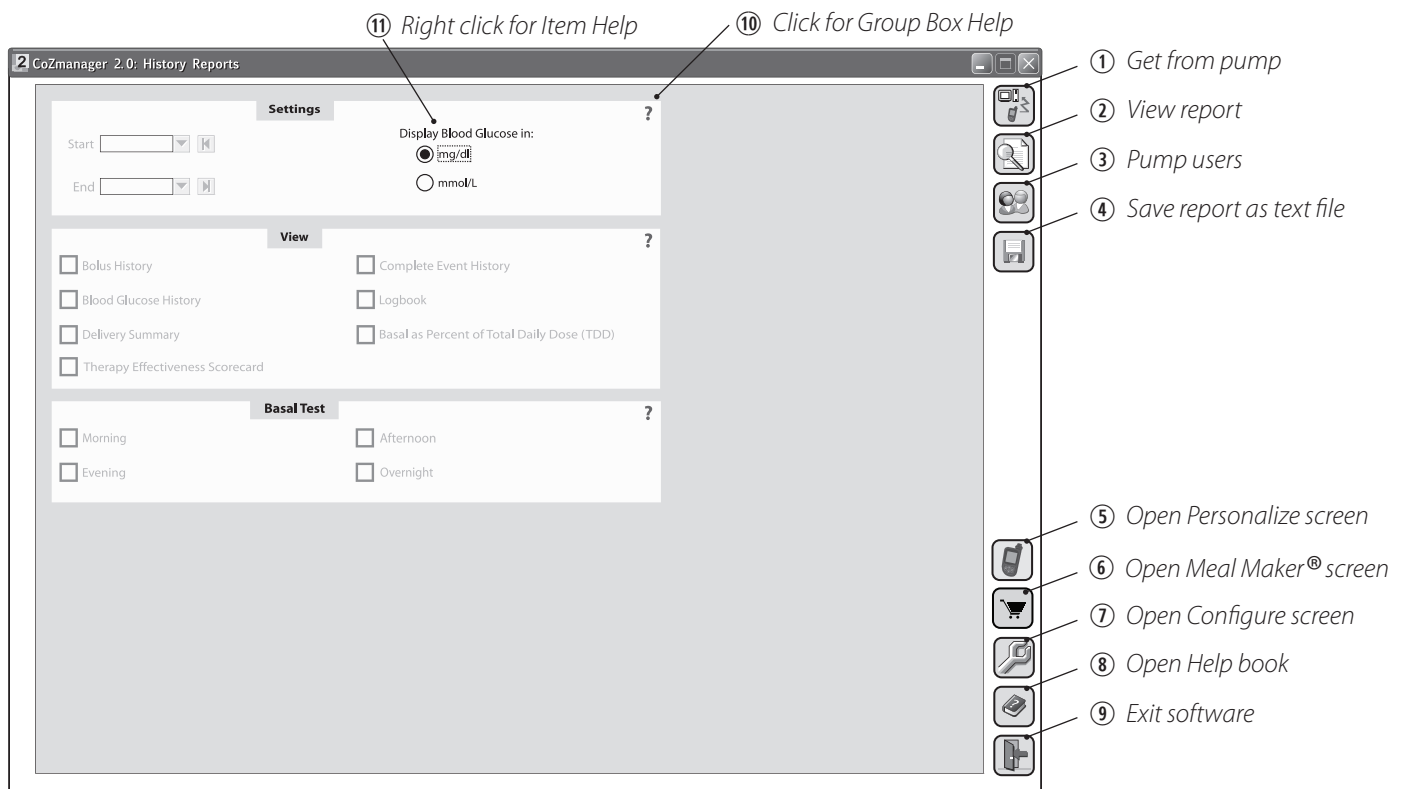 ⑪ Right click for Item Help
⑩ Click for Group Box Help
2 CoZmanager 2.0: History Reports
① Get from pump
② View report
③ Pump users
④ Save report as text file
Settings
?
Start
Display Blood Glucose in:
mg/dl
End
mmol/L
View
?
Bolus History
Complete Event History
Blood Glucose History
Logbook
Delivery Summary
Basal as Percent of Total Daily Dose (TDD)
Therapy Effectiveness Scorecard
Basal Test
?
Morning
Afternoon
Evening
Overnight
⑤ Open Personalize screen
⑥ Open Meal Maker® screen
⑦ Open Configure screen
⑧ Open Help book
⑨ Exit software